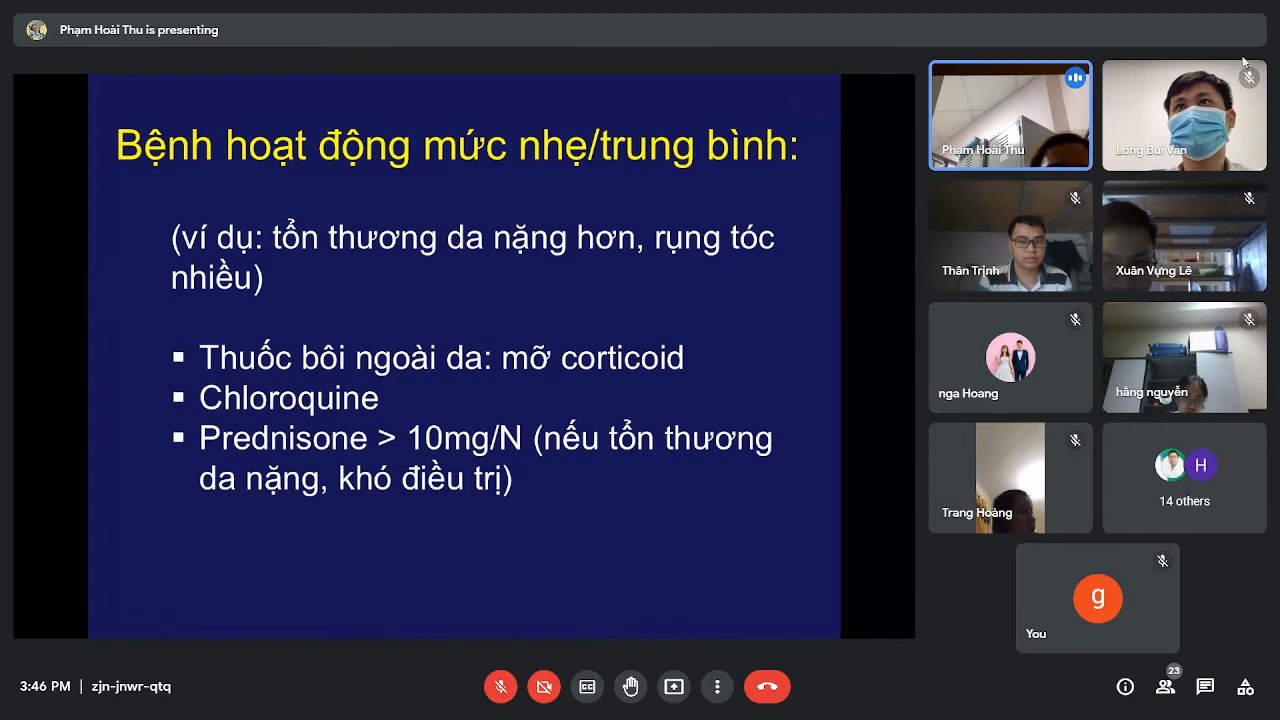 Phạm Hoài Thu is presenting
Bệnh hoạt động mức nhẹ/trung bình:
(ví dụ: tổn thương da nặng hơn, rụng tóc
nhiều)
▪ Thuốc bôi ngoài da: mỡ corticoid
▪ Chloroquine
▪ Prednisone > 10mg/N (nếu tổn thương
da nặng, khó điều trị)
Phạm Hoài Thu
Long Bùi Văn
Thân Trịnh
Xuân Vựng Lê
nga Hoang
hằng nguyễn
Trang Hoàng
H
14 others
g
You
3:46 PM | zjn-jnwr-qtq
CC
23